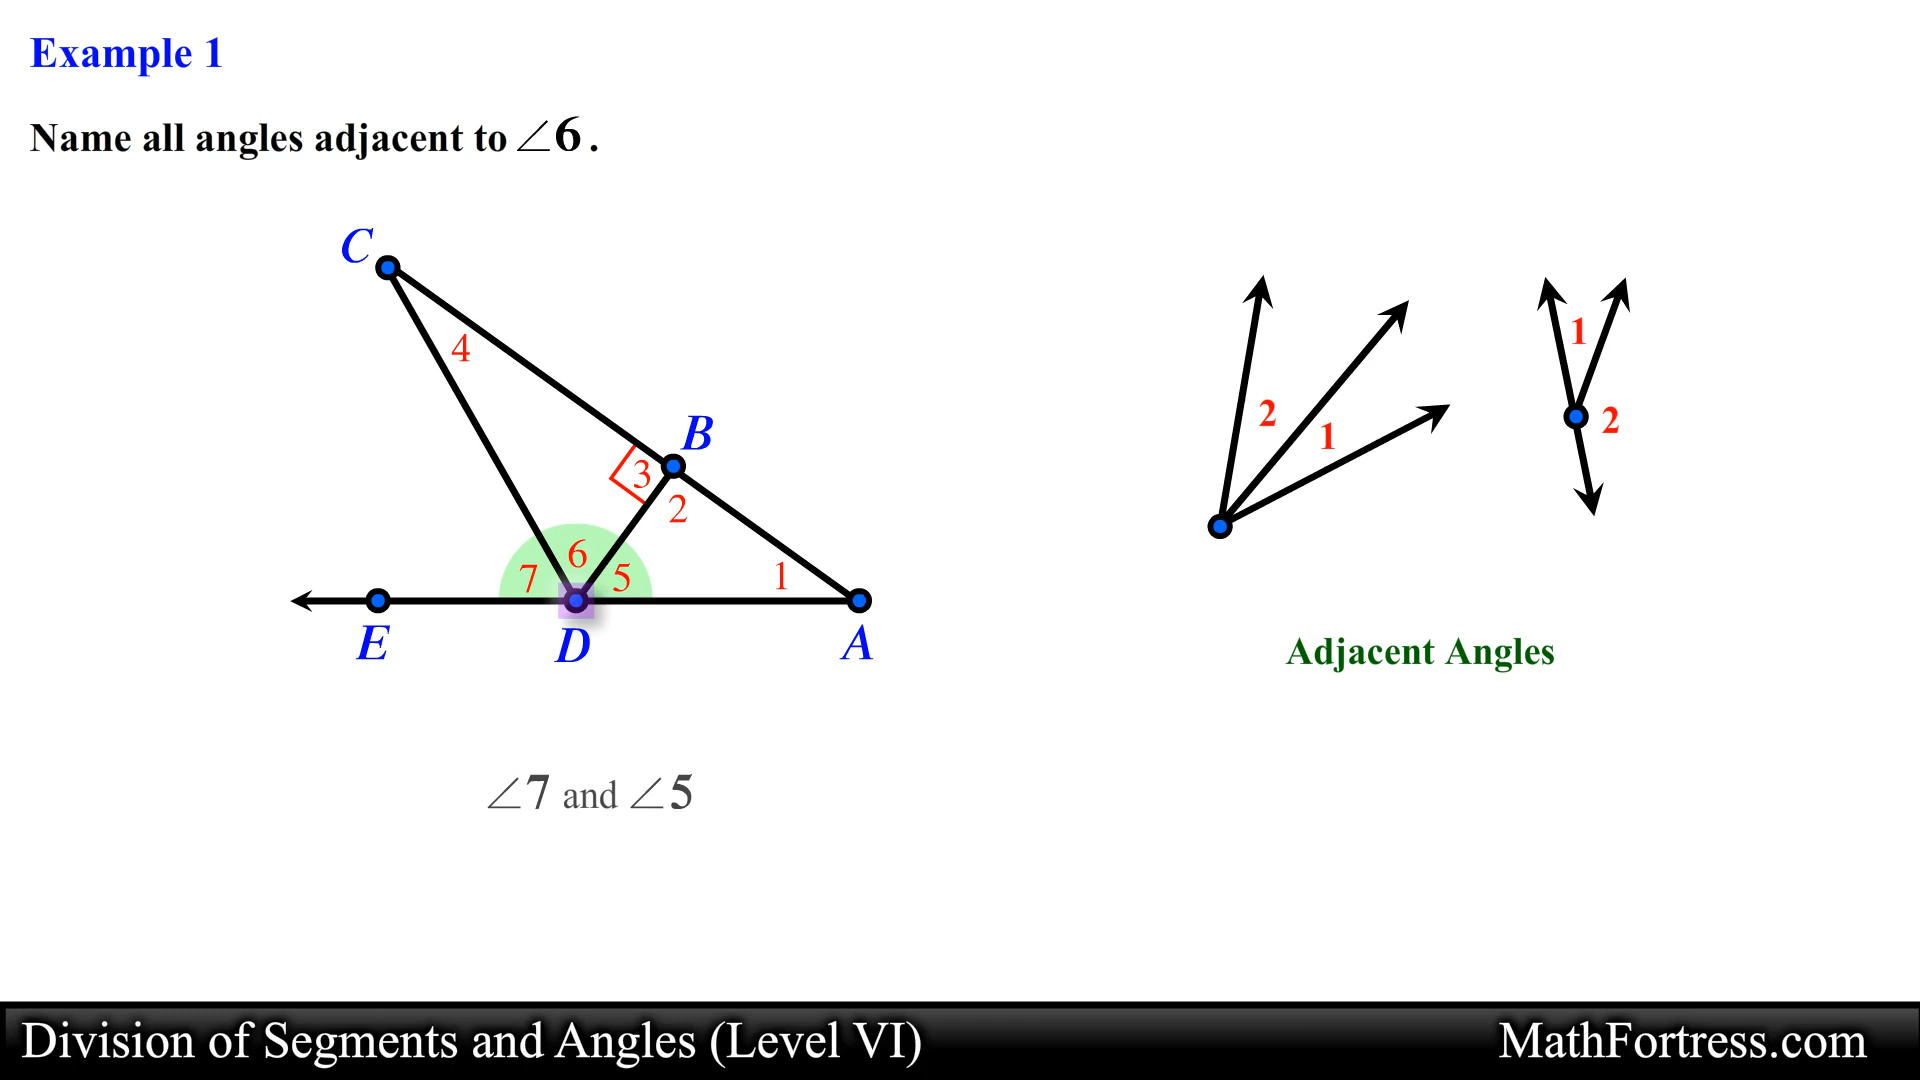 Example 1
Name all angles adjacent to ∠6.
C
4
B
3
2
6
7
5
1
E
D
A
2
1
1
2
Adjacent Angles
∠7 and ∠5
Division of Segments and Angles (Level VI)
MathFortress.com